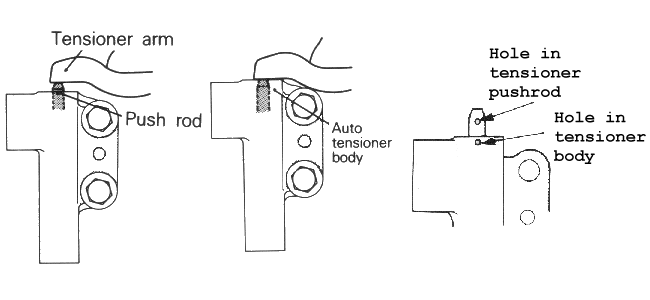 Tensioner arm
Push rod
Auto
tensioner
body
Hole in
tensioner
pushrod
Hole in
tensioner
body